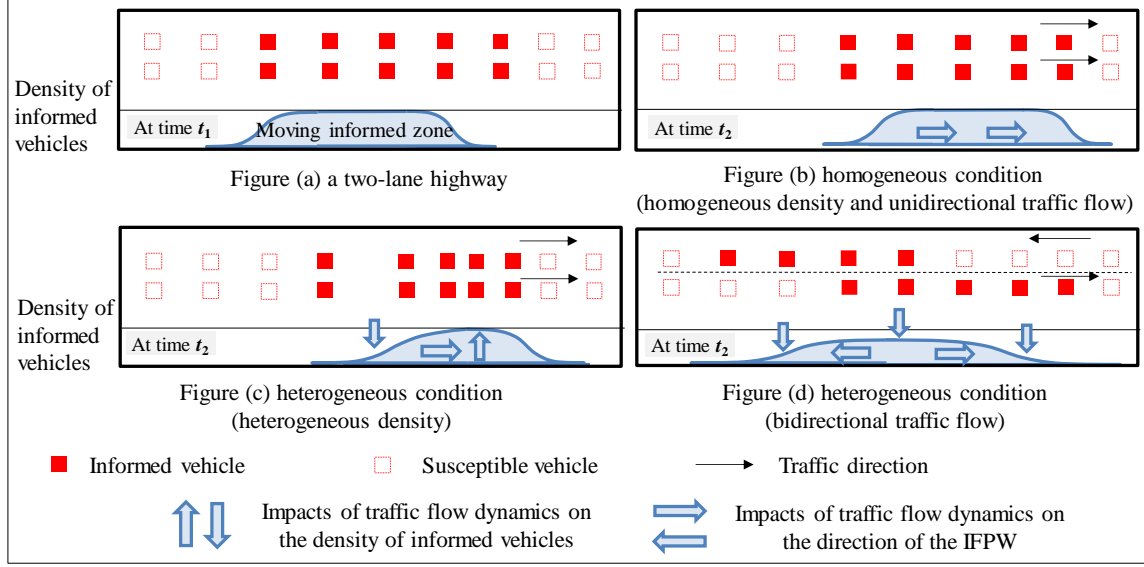 Density of
informed
vehicles
At time t1
Moving informed zone
Figure (a) a two-lane highway
At time t2
Figure (b) homogeneous condition
(homogeneous density and unidirectional traffic flow)
Density of
informed
vehicles
At time t2
Figure (c) heterogeneous condition
(heterogeneous density)
At time t2
Figure (d) heterogeneous condition
(bidirectional traffic flow)
Informed vehicle
Susceptible vehicle
Traffic direction
Impacts of traffic flow dynamics on
the density of informed vehicles
Impacts of traffic flow dynamics on
the direction of the IFPW